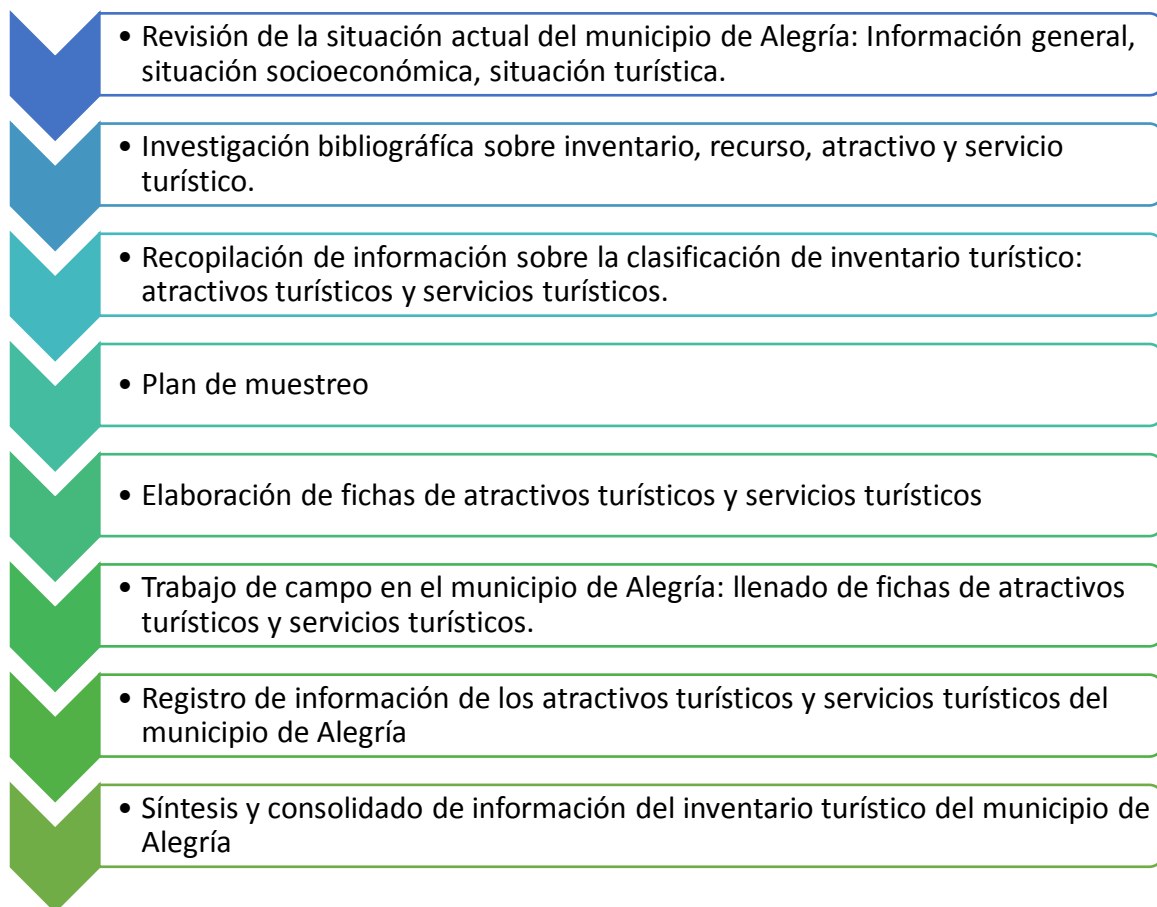 • Revisión de la situación actual del municipio de Alegría: Información general,
situación socioeconómica, situación turística.
• Investigación bibliográfíca sobre inventario, recurso, atractivo y servicio
turístico.
• Recopilación de información sobre la clasificación de inventario turístico:
atractivos turísticos y servicios turísticos.
• Plan de muestreo
• Elaboración de fichas de atractivos turísticos y servicios turísticos
• Trabajo de campo en el municipio de Alegría: llenado de fichas de atractivos
turísticos y servicios turísticos.
• Registro de información de los atractivos turísticos y servicios turísticos del
municipio de Alegría
• Síntesis y consolidado de información del inventario turístico del municipio de
Alegría